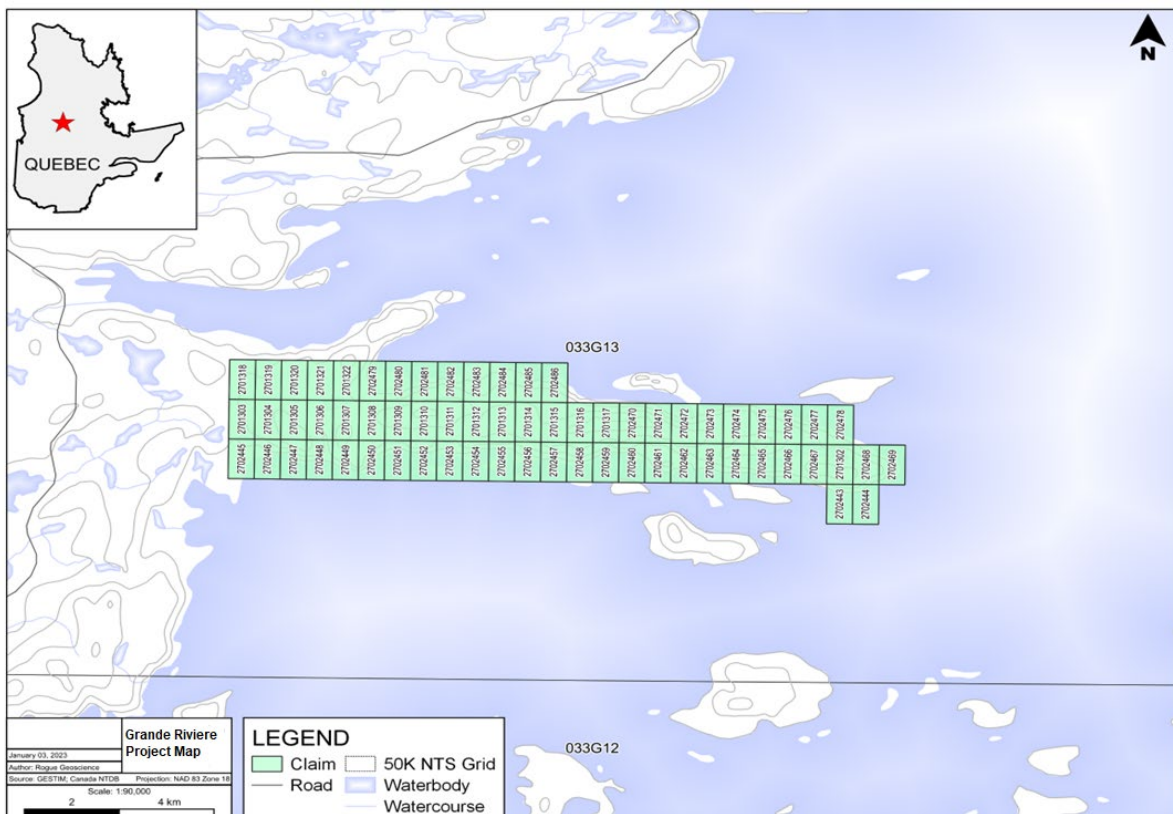 N
QUEBEC
033G13
2701318 2701319 2701320 2701321 2701322 2702479 2702480 2702481 2702482 2702483 2702484 2702485 2702486
2701303 2701304 2701305 2701306 2701307 2701308 2701309 2701310 2701311 2701312 2701313 2701314 2701315 2701316 2701317 2702470 2702471 2702472 2702473 2702474 2702475 2702476 2702477 2702478
2702445 2702446 2702447 2702448 2702449 2702450 2702451 2702452 2702453 2702454 2702455 2702456 2702457 2702458 2702459 2702460 2702461 2702462 2702463 2702464 2702465 2702466 2702467 2701302 2702468 2702469
2702443 2702444
033G12
Grande Riviere
Project Map
January 03, 2023
Author: Rogue Geoscience
Source: GESTIM; Canada NTDB Projection: NAD 83 Zone 18
Scale: 1:90,000
2 4 km
LEGEND
Claim 50K NTS Grid
Road Waterbody
Watercourse